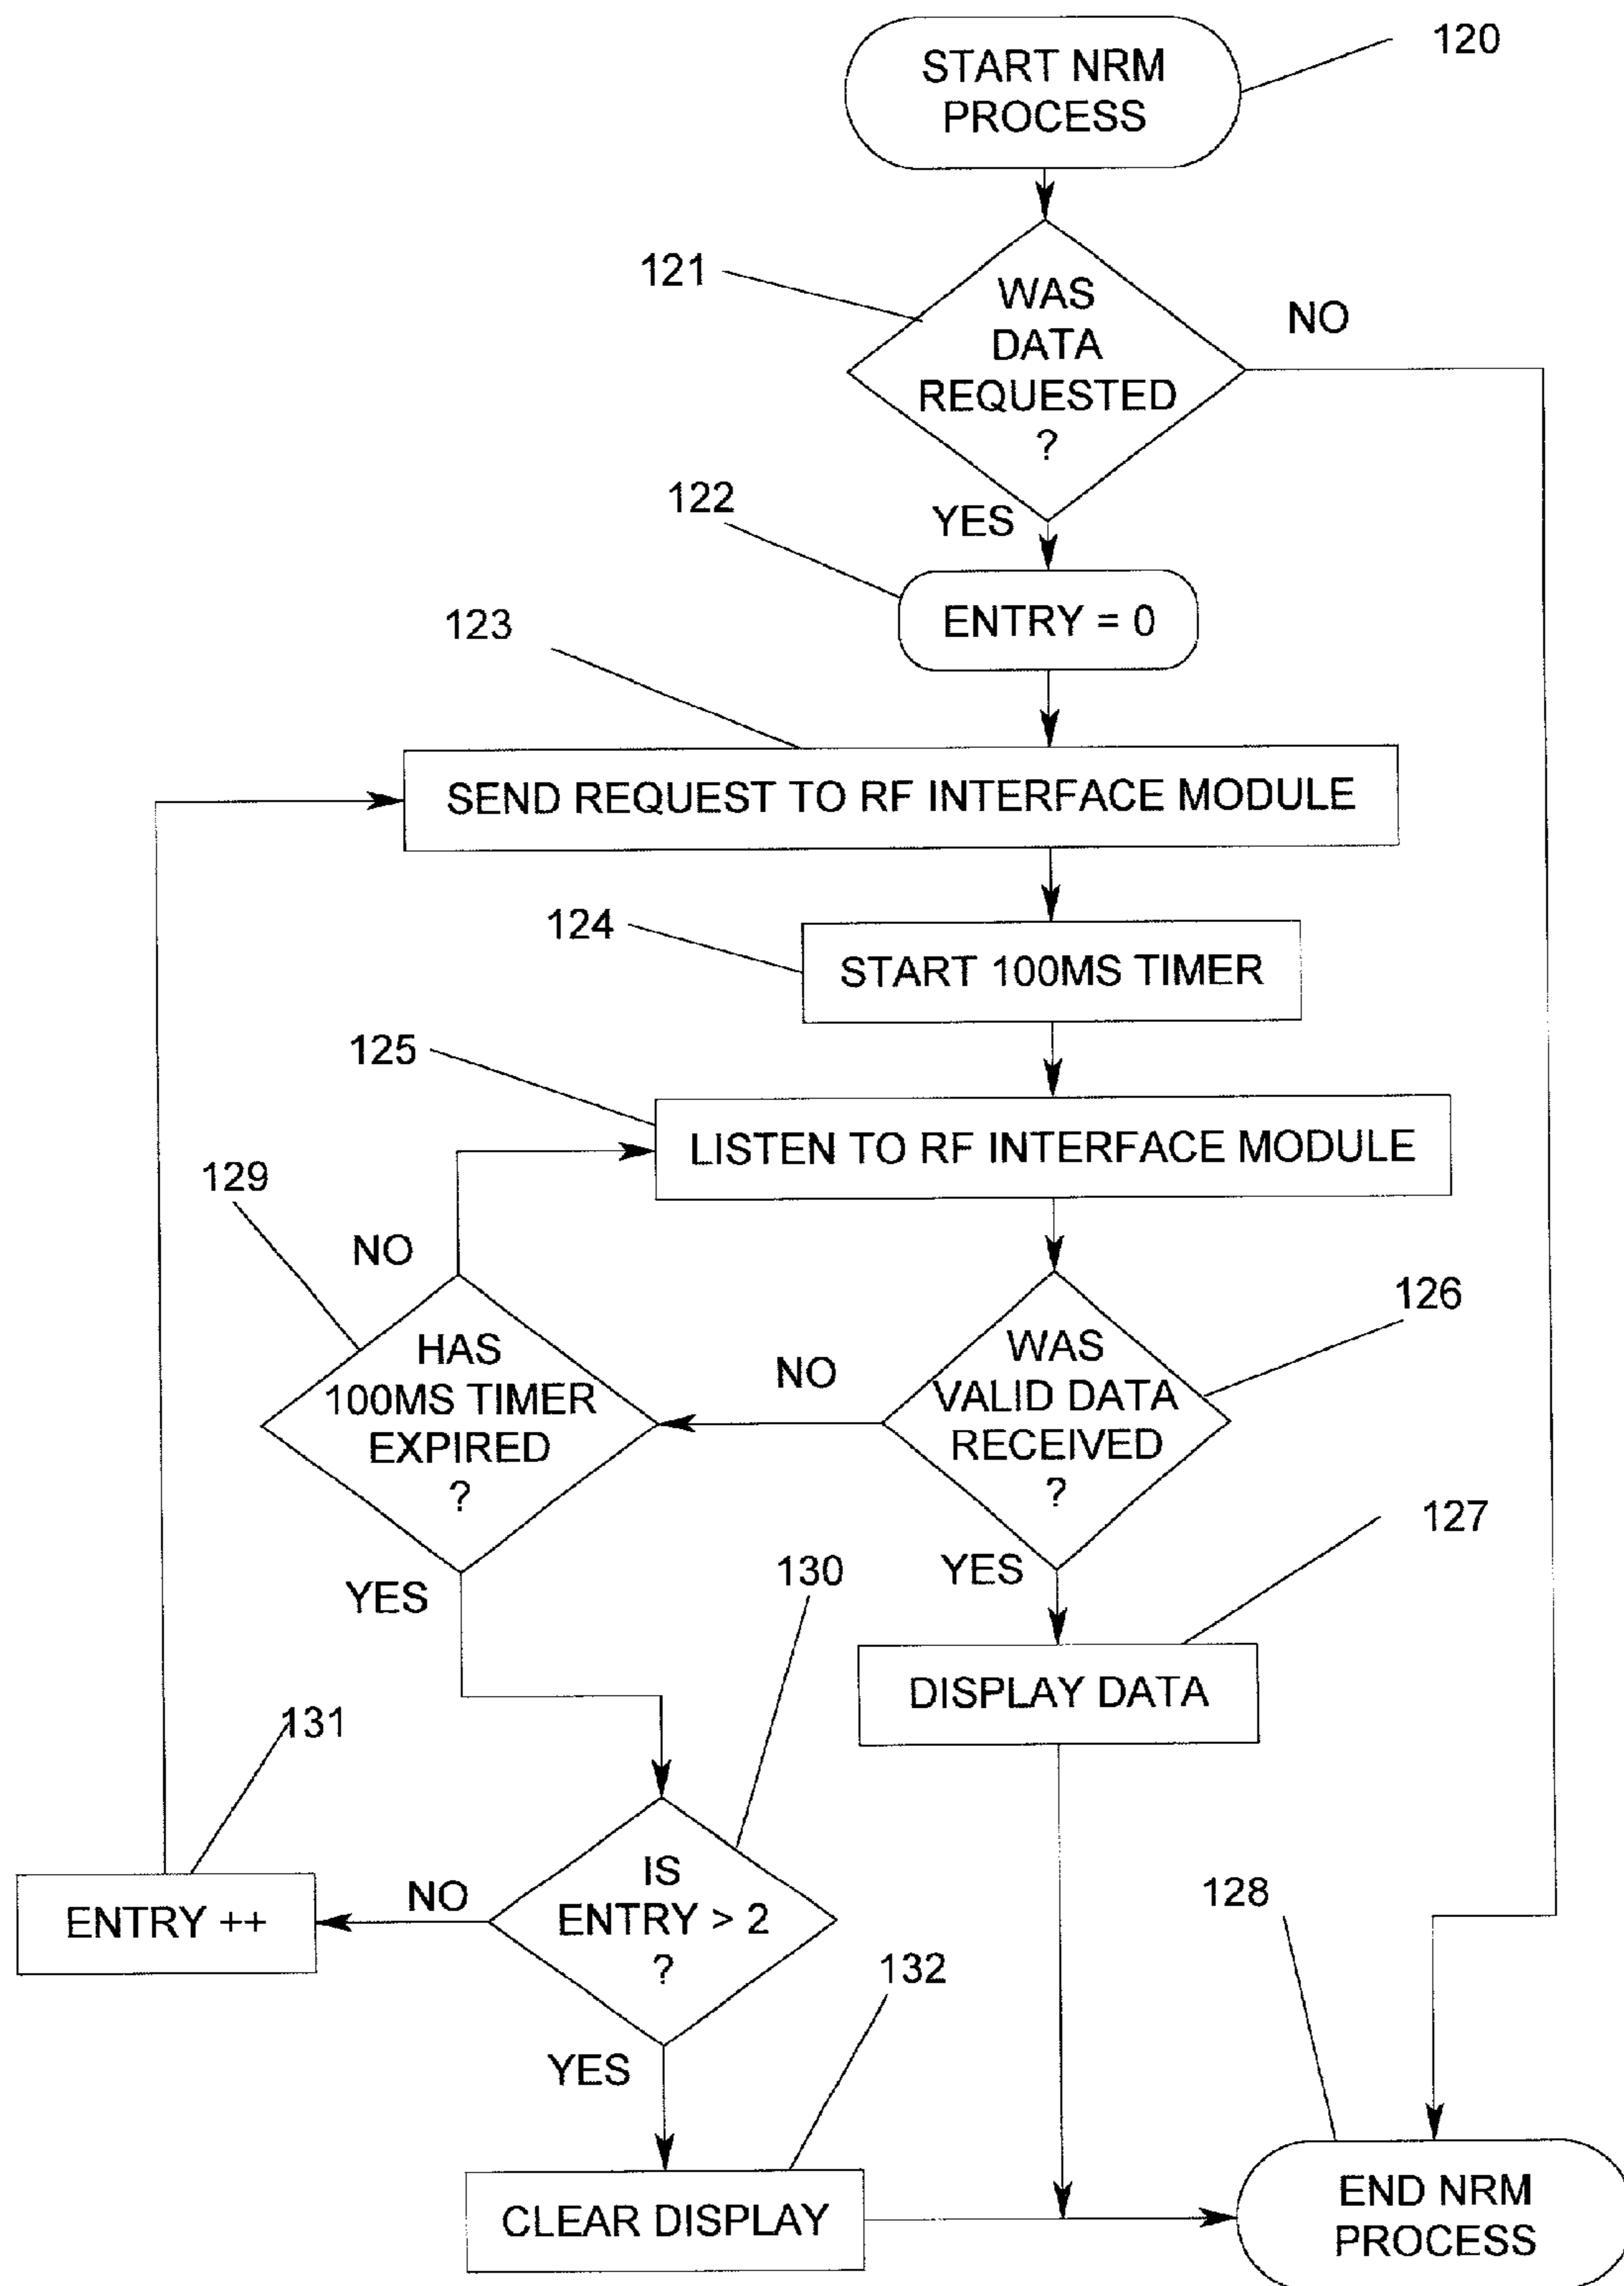 START NRM
PROCESS
120
121
WAS
DATA
REQUESTED
?
NO
YES
122
ENTRY = 0
123
SEND REQUEST TO RF INTERFACE MODULE
124
START 100MS TIMER
125
LISTEN TO RF INTERFACE MODULE
129
NO
HAS
100MS TIMER
EXPIRED
?
YES
NO
WAS
VALID DATA
RECEIVED
?
126
YES
127
DISPLAY DATA
130
131
ENTRY ++
NO
IS
ENTRY > 2
?
YES
132
CLEAR DISPLAY
128
END NRM
PROCESS